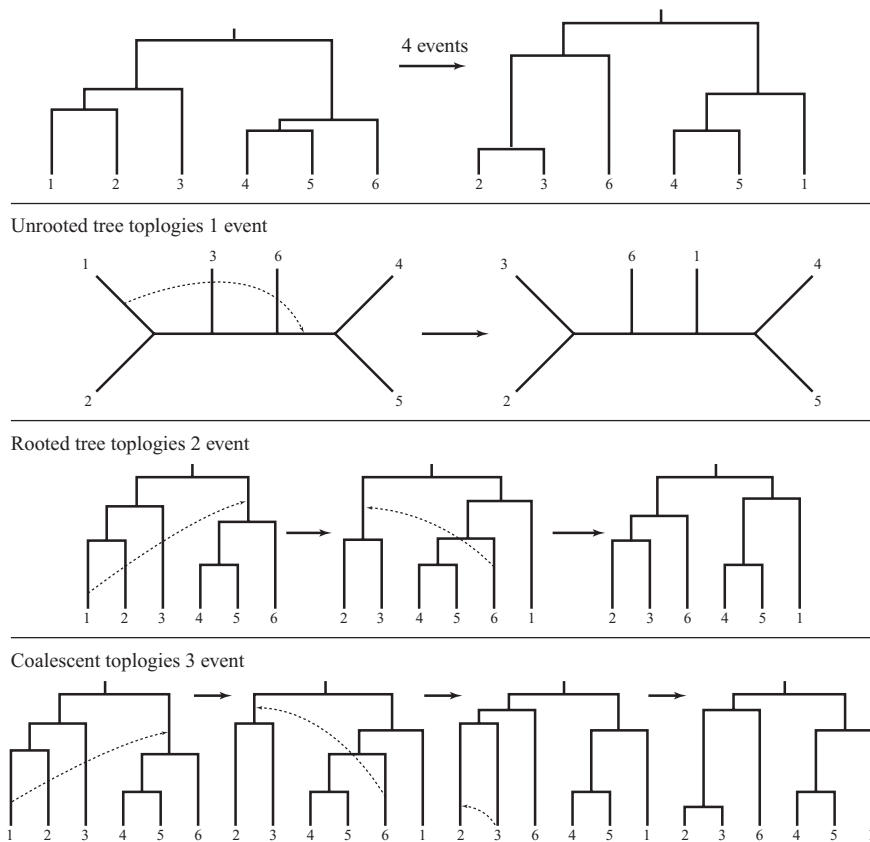 4 events
1 2 3 4 5 6 2 3 6 4 5 1
Unrooted tree toplogies 1 event
1 3 6 4 3 6 1 4
2 5 2 5
Rooted tree toplogies 2 event
1 2 3 4 5 6 2 3 4 5 6 1 2 3 6 4 5 1
Coalescent toplogies 3 event
1 2 3 4 5 6 2 3 4 5 6 1 2 3 6 4 5 1 2 3 6 4 5